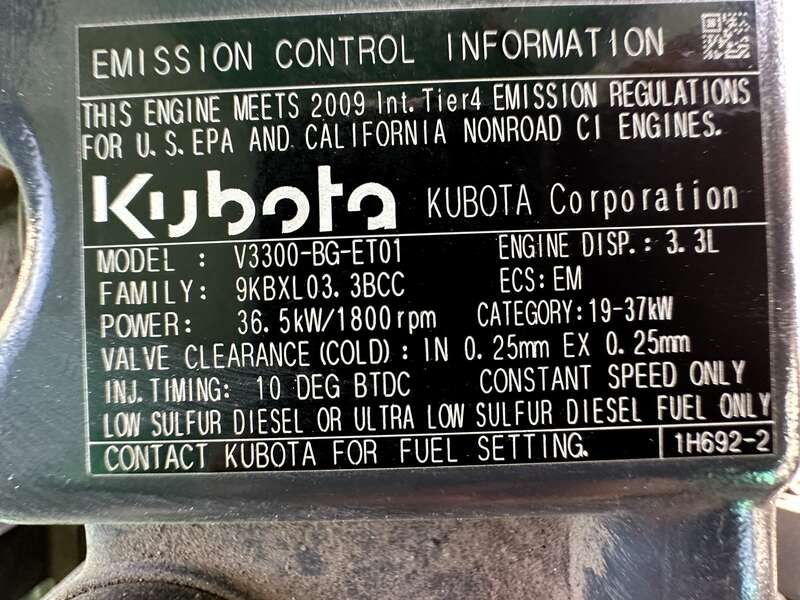 EMISSION CONTROL INFORMATION
THIS ENGINE MEETS 2009 Int. Tier4 EMISSION REGULATIONS
FOR U.S. EPA AND CALIFORNIA NONROAD CI ENGINES.
Kubota KUBOTA Corporation
MODEL : V3300-BG-ET01 ENGINE DISP.: 3.3L
FAMILY: 9KBXL03.3BCC ECS: EM
POWER: 36.5kW/1800rpm CATEGORY: 19-37kW
VALVE CLEARANCE (COLD) : IN 0.25mm EX 0.25mm
INJ.TIMING: 10 DEG BTDC CONSTANT SPEED ONLY
LOW SULFUR DIESEL OR ULTRA LOW SULFUR DIESEL FUEL ONLY
CONTACT KUBOTA FOR FUEL SETTING. 1H692-2